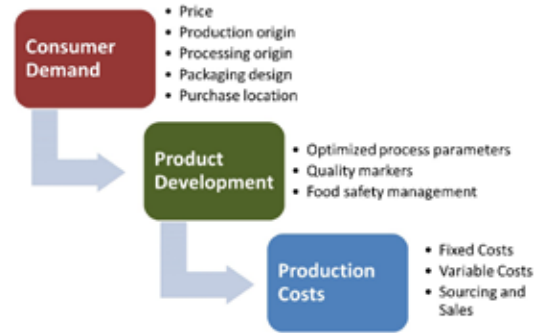 Consumer
Demand
• Price
• Production origin
• Processing origin
• Packaging design
• Purchase location
Product
Development
• Optimized process parameters
• Quality markers
• Food safety management
Production
Costs
• Fixed Costs
• Variable Costs
• Sourcing and
Sales